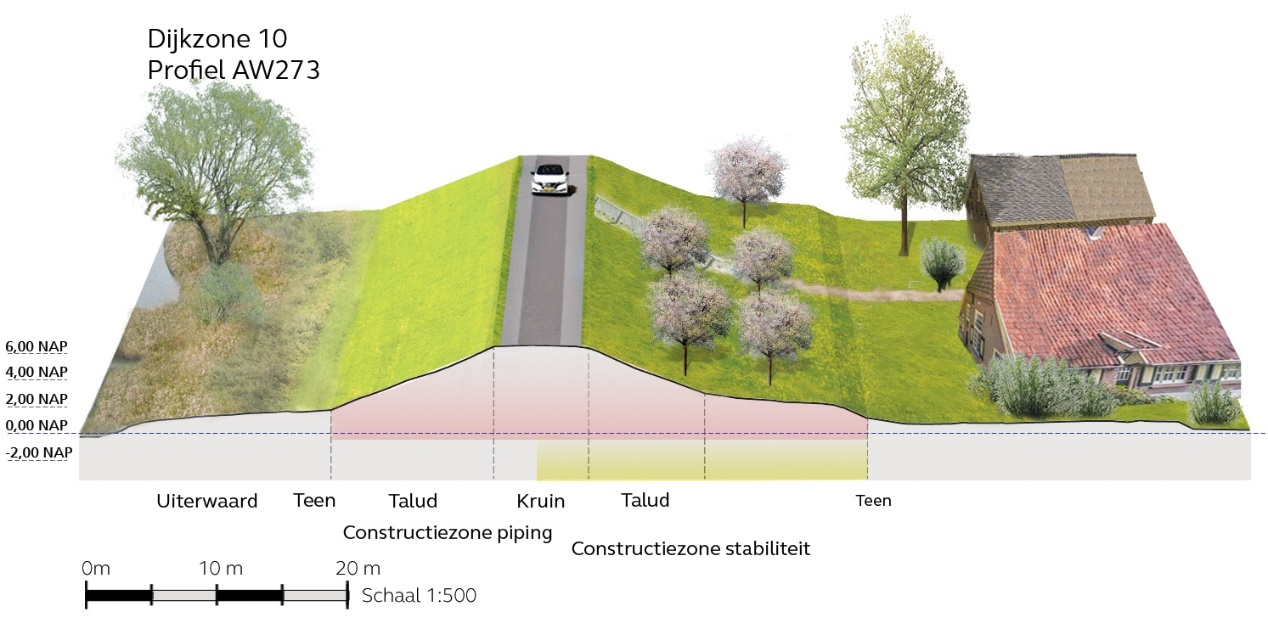 Dijkzone 10
Profiel AW273
6,00 NAP
4,00 NAP
2,00 NAP
0,00 NAP
-2,00 NAP
Uiterwaard Teen Talud Kruin Talud Teen
Constructiezone piping
Constructiezone stabiliteit
0m 10 m 20 m
Schaal 1:500